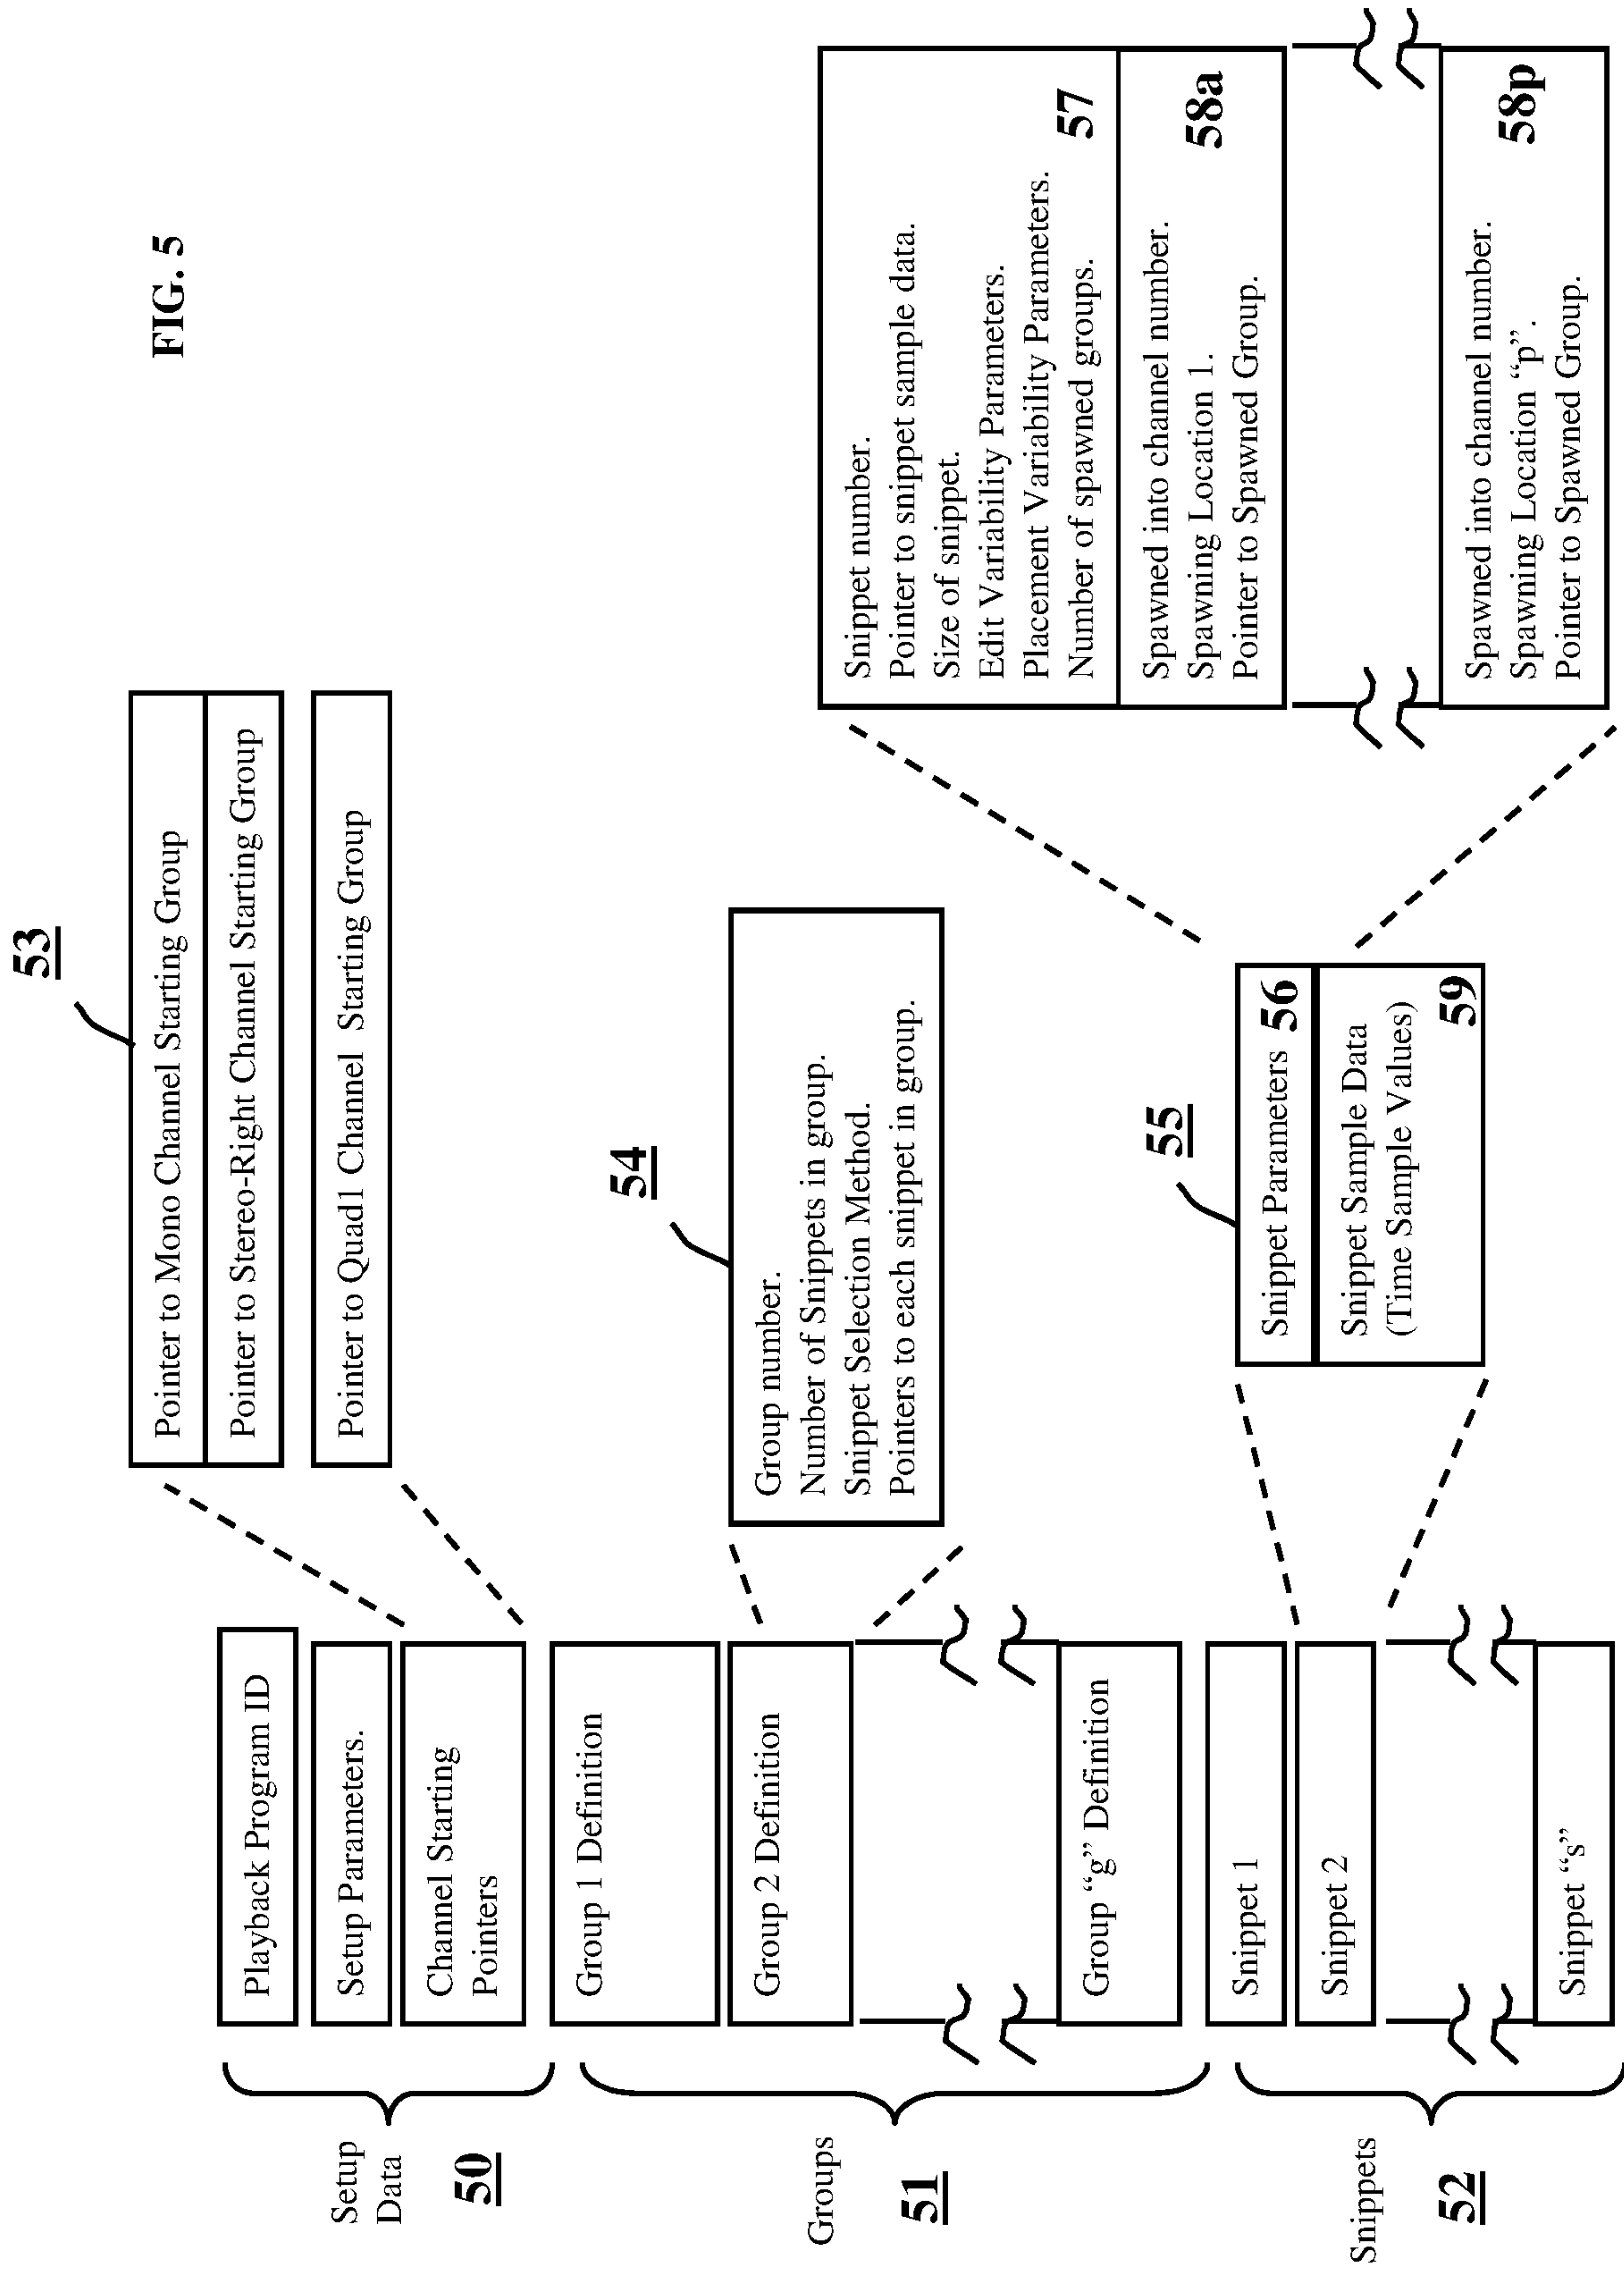 FIG. 5
Setup
Data
50
Playback Program ID
Setup Parameters.
Channel Starting
Pointers
53
Pointer to Mono Channel Starting Group
Pointer to Stereo-Right Channel Starting Group
Pointer to Quad1 Channel Starting Group
Groups
51
Group 1 Definition
Group 2 Definition
Group “g” Definition
54
Group number.
Number of Snippets in group.
Snippet Selection Method.
Pointers to each snippet in group.
Snippets
52
Snippet 1
Snippet 2
Snippet “s”
55
Snippet Parameters 56
Snippet Sample Data
(Time Sample Values)
59
Snippet number.
Pointer to snippet sample data.
Size of snippet.
Edit Variability Parameters.
Placement Variability Parameters.
Number of spawned groups.
57
Spawned into channel number.
Spawning Location 1.
Pointer to Spawned Group.
58a
Spawned into channel number.
Spawning Location “p”.
Pointer to Spawned Group.
58p